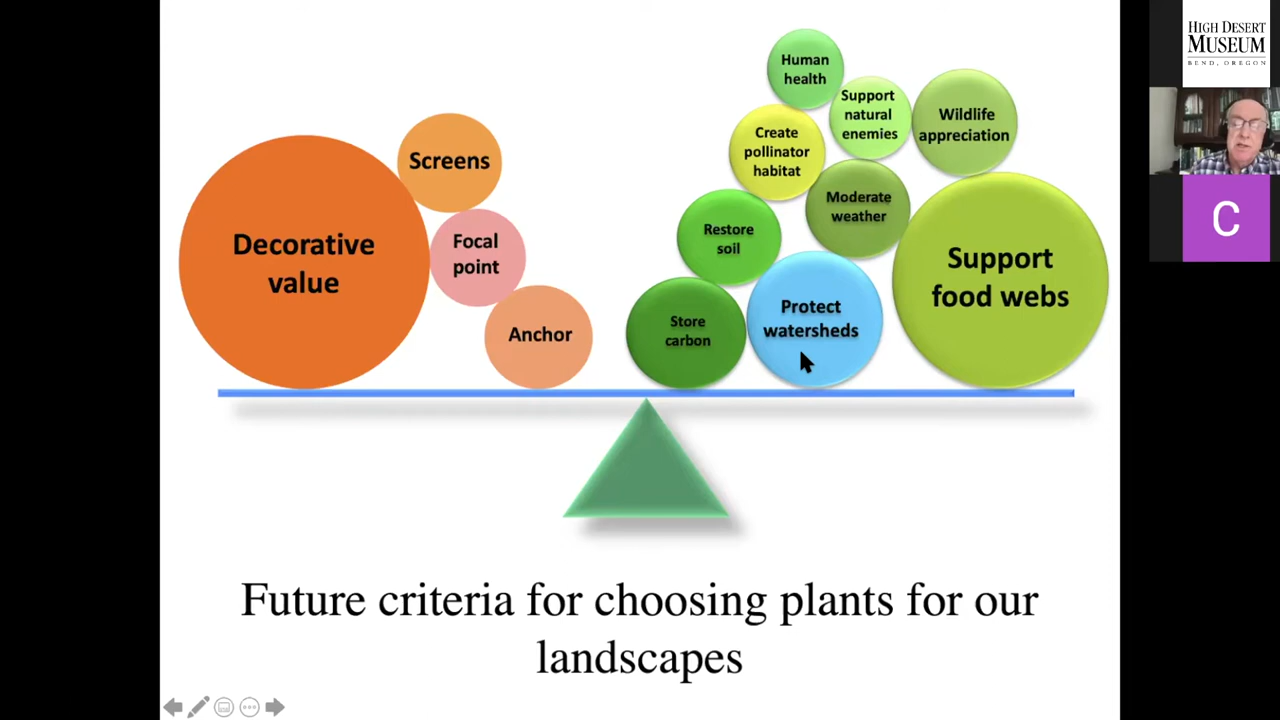 HIGH DESERT
MUSEUM
BEND, OREGON
C
Decorative
value
Screens
Focal
point
Anchor
Human
health
Support
natural
enemies
Wildlife
appreciation
Create
pollinator
habitat
Moderate
weather
Restore
soil
Store
carbon
Protect
watersheds
Support
food webs
Future criteria for choosing plants for our
landscapes